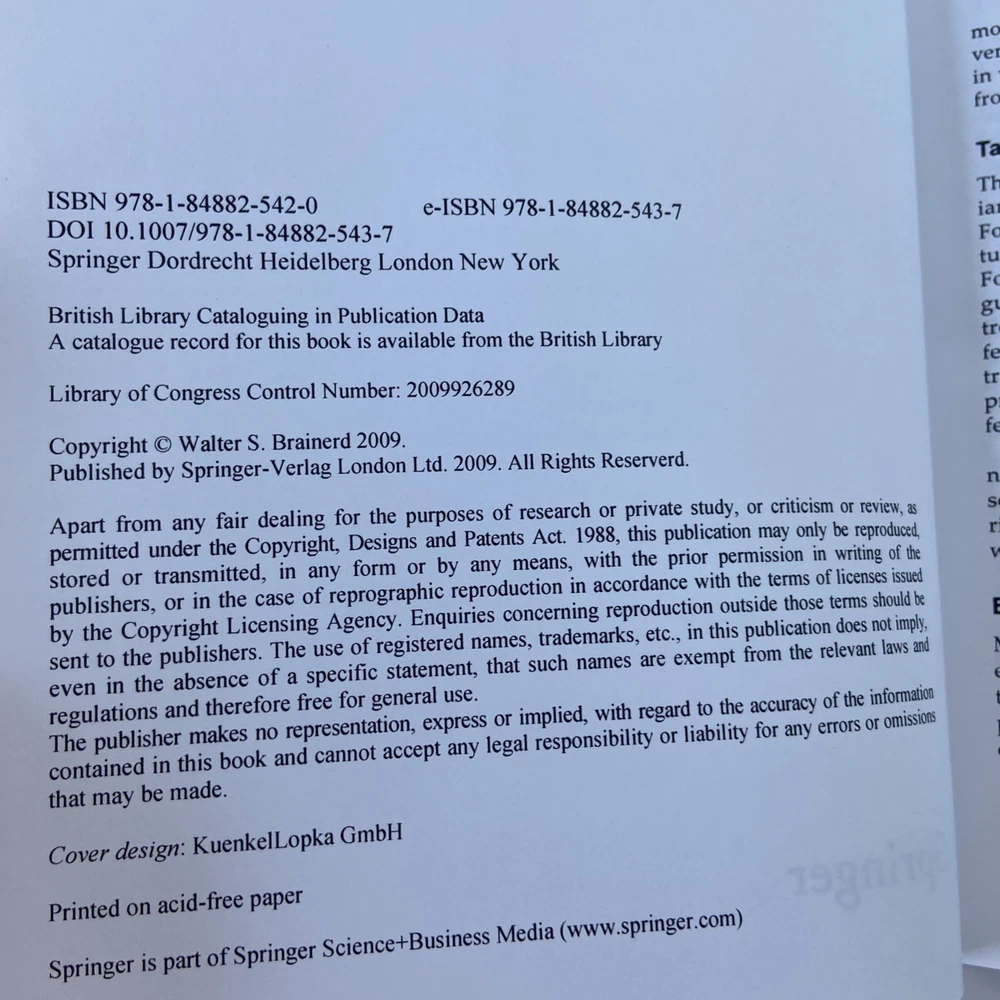 ISBN 978-1-84882-542-0 e-ISBN 978-1-84882-543-7
DOI 10.1007/978-1-84882-543-7
Springer Dordrecht Heidelberg London New York
British Library Cataloguing in Publication Data
A catalogue record for this book is available from the British Library
Library of Congress Control Number: 2009926289
Copyright © Walter S. Brainerd 2009.
Published by Springer-Verlag London Ltd. 2009. All Rights Reserverd.
Apart from any fair dealing for the purposes of research or private study, or criticism or review, as
permitted under the Copyright, Designs and Patents Act. 1988, this publication may only be reproduced,
stored or transmitted, in any form or by any means, with the prior permission in writing of the
publishers, or in the case of reprographic reproduction in accordance with the terms of licenses issued
by the Copyright Licensing Agency. Enquiries concerning reproduction outside those terms should be
sent to the publishers. The use of registered names, trademarks, etc., in this publication does not imply,
even in the absence of a specific statement, that such names are exempt from the relevant laws and
regulations and therefore free for general use.
The publisher makes no representation, express or implied, with regard to the accuracy of the information
contained in this book and cannot accept any legal responsibility or liability for any errors or omissions
that may be made.
Cover design: KuenkelLopka GmbH
Printed on acid-free paper
Springer is part of Springer Science+Business Media (www.springer.com)